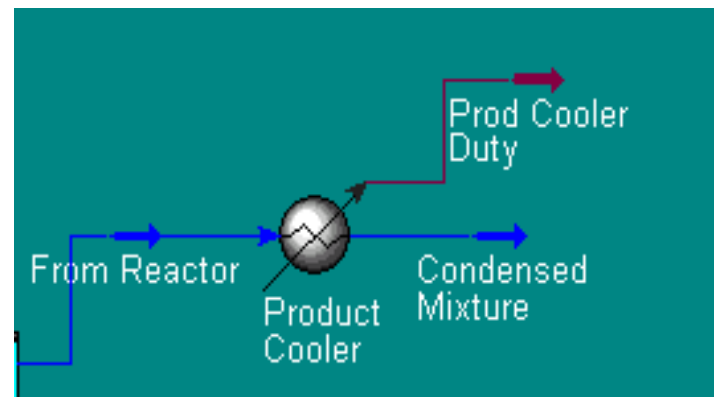 Prod Cooler
Duty
From Reactor
Condensed
Mixture
Product
Cooler